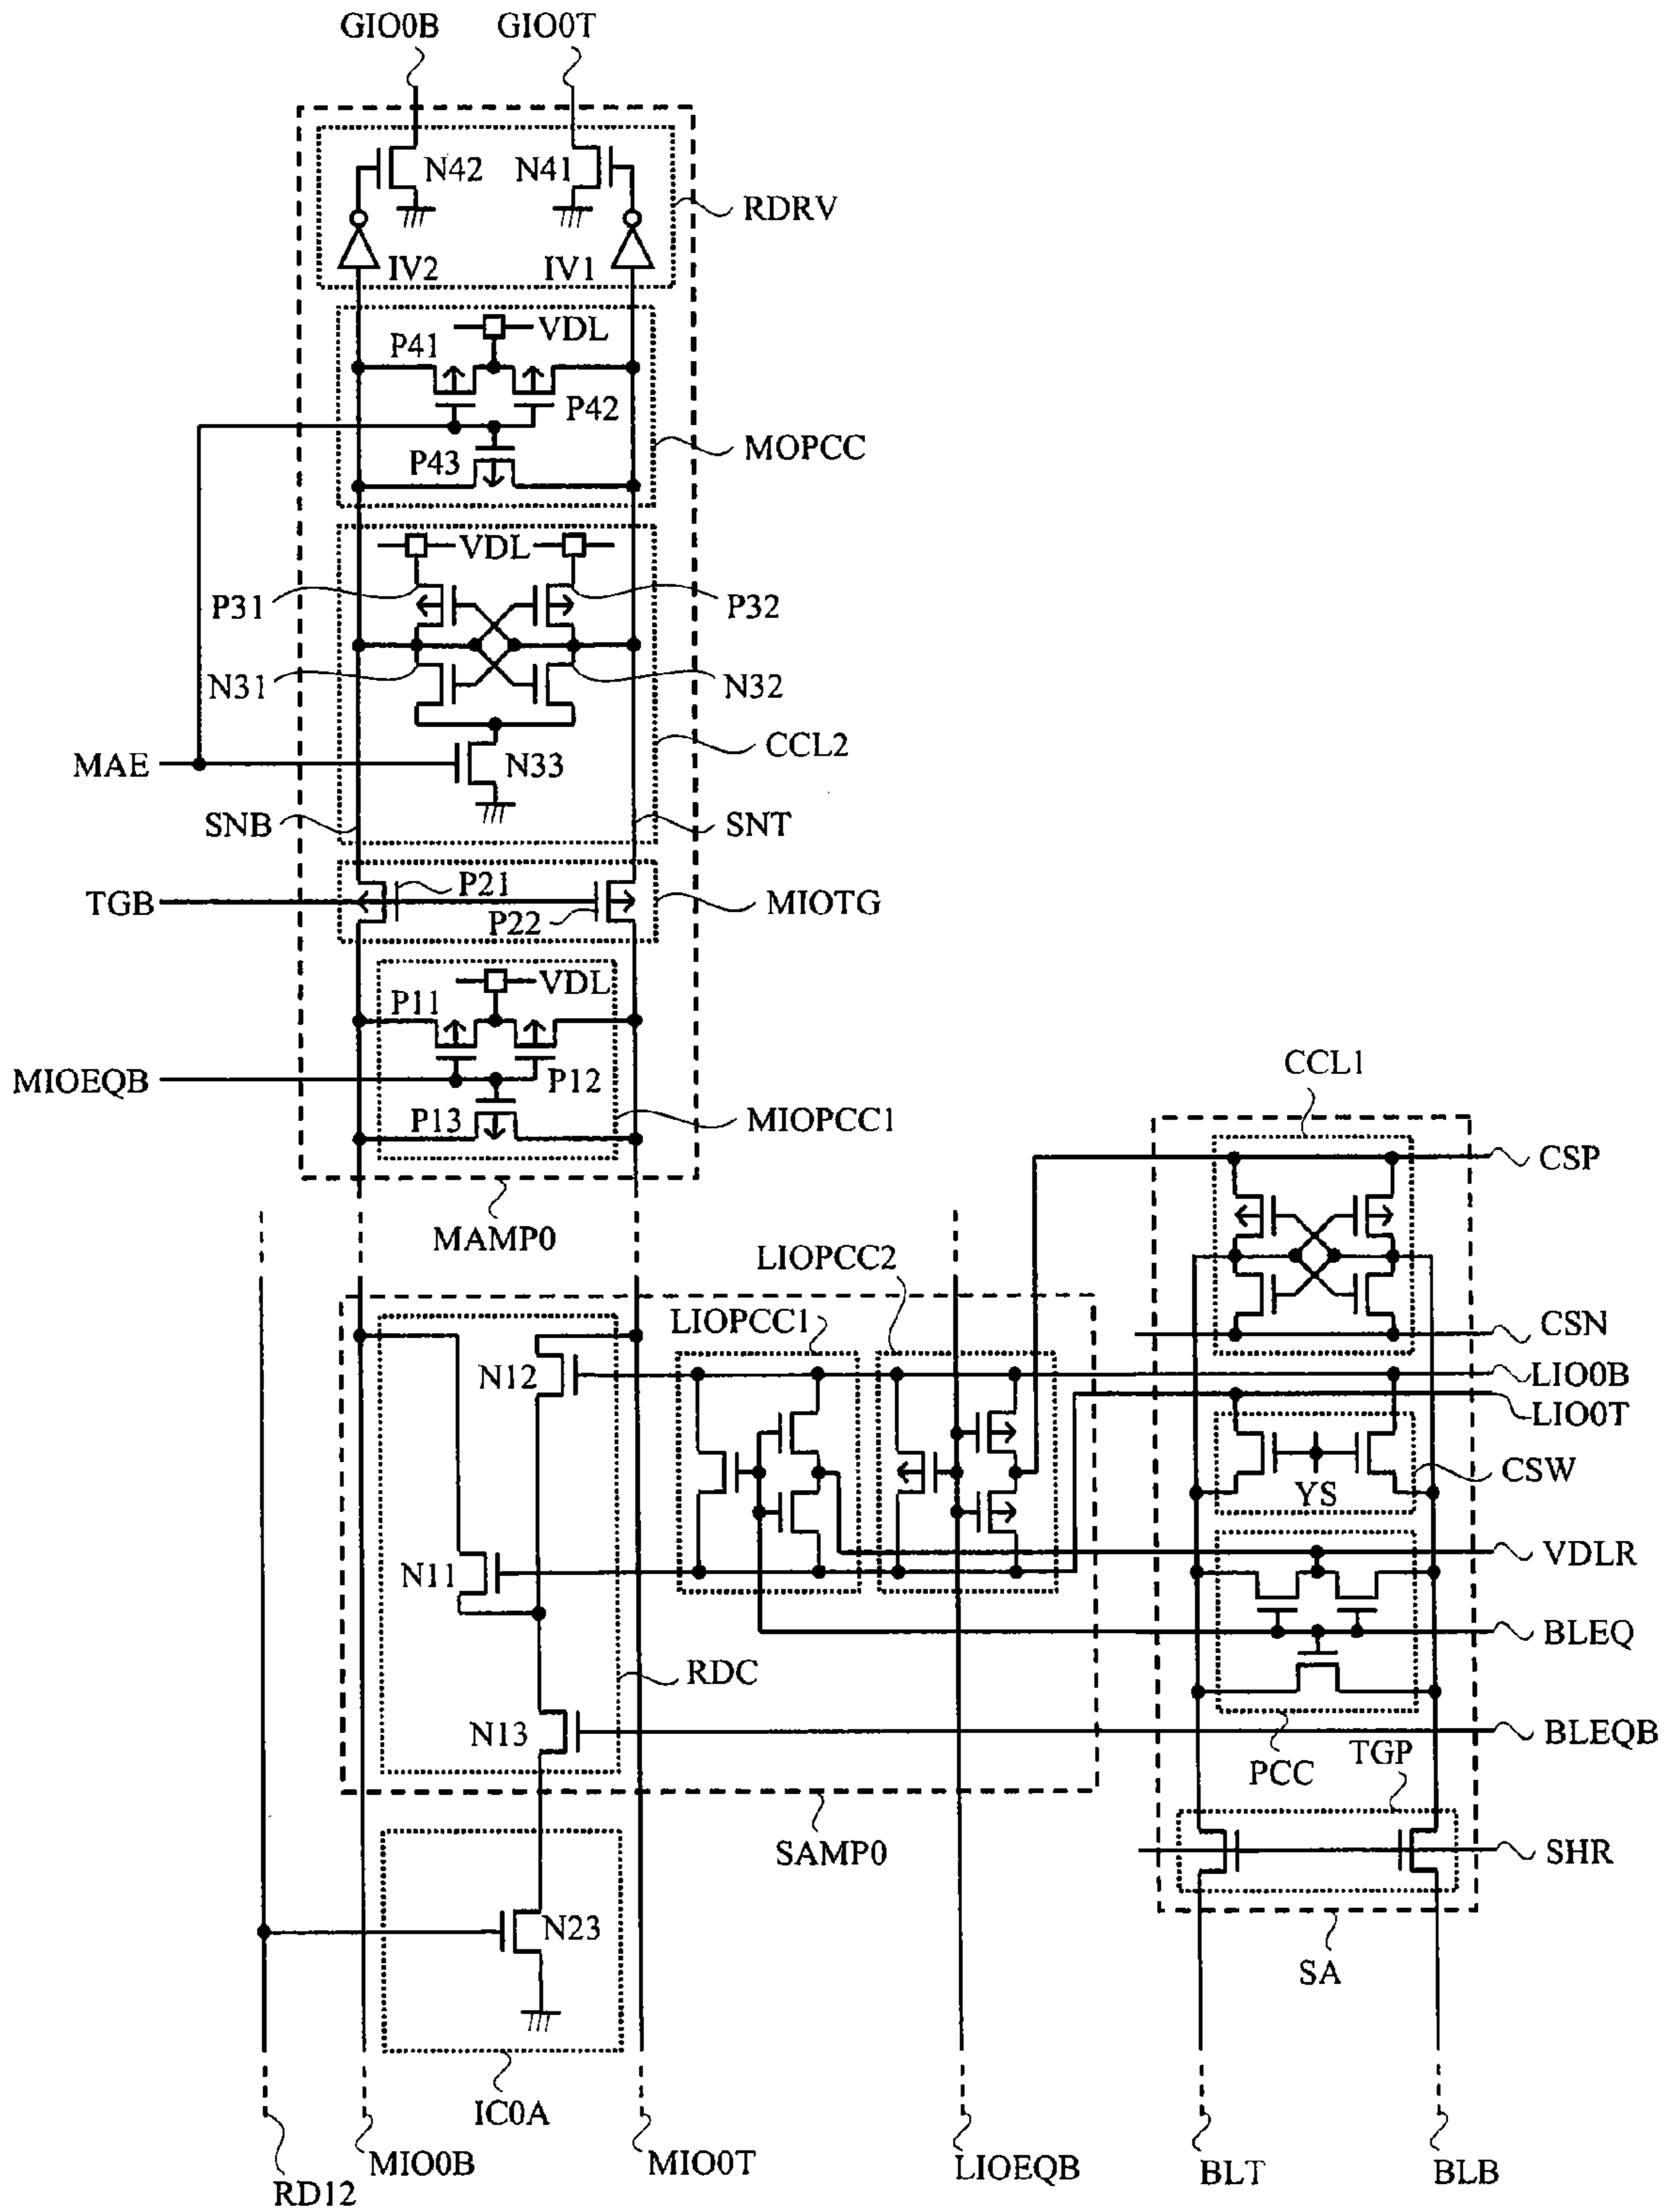 GIO0B GIO0T
N42 N41
RDRV
IV2 IV1
VDL
P41
P42
MOPCC
P43
VDL
P31 P32
N31 N32
CCL2
MAE N33
SNB SNT
P21
TGB MIOTG
P22
VDL
P11
MIOEQB P12
P13 MIOPCC1
CCL1
CSP
MAMP0
LIOPCC2
LIOPCC1 CSN
N12 LIO0B
LIO0T
CSW
YS
N11 VDLR
BLEQ
RDC
N13 BLEQB
PCC TGP
SAMP0 SHR
N23
SA
IC0A
MIO0B MIO0T LIOEQB BLT BLB
RD12